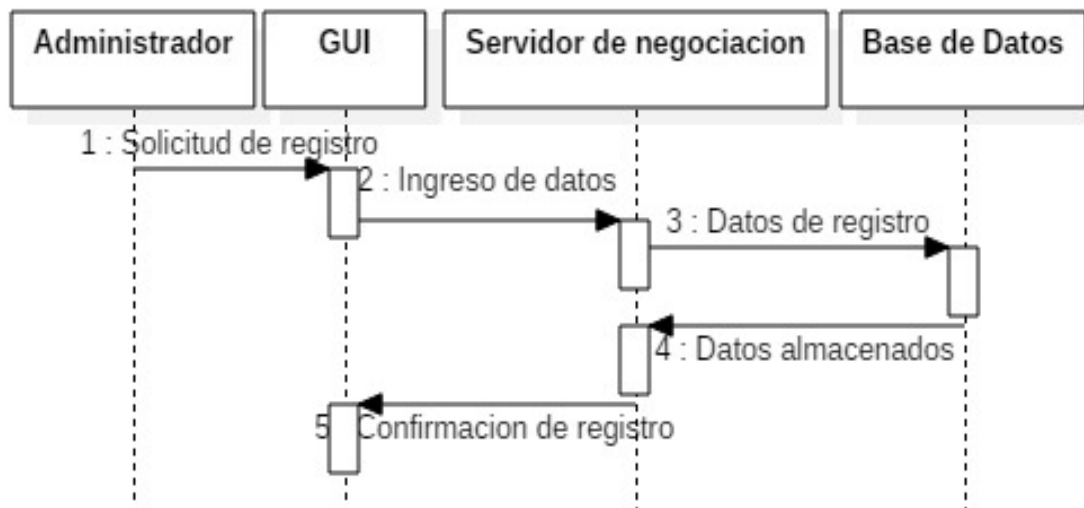 Administrador
GUI
Servidor de negociacion
Base de Datos
1 : Solicitud de registro
2 : Ingreso de datos
3 : Datos de registro
4 : Datos almacenados
5 : Confirmacion de registro